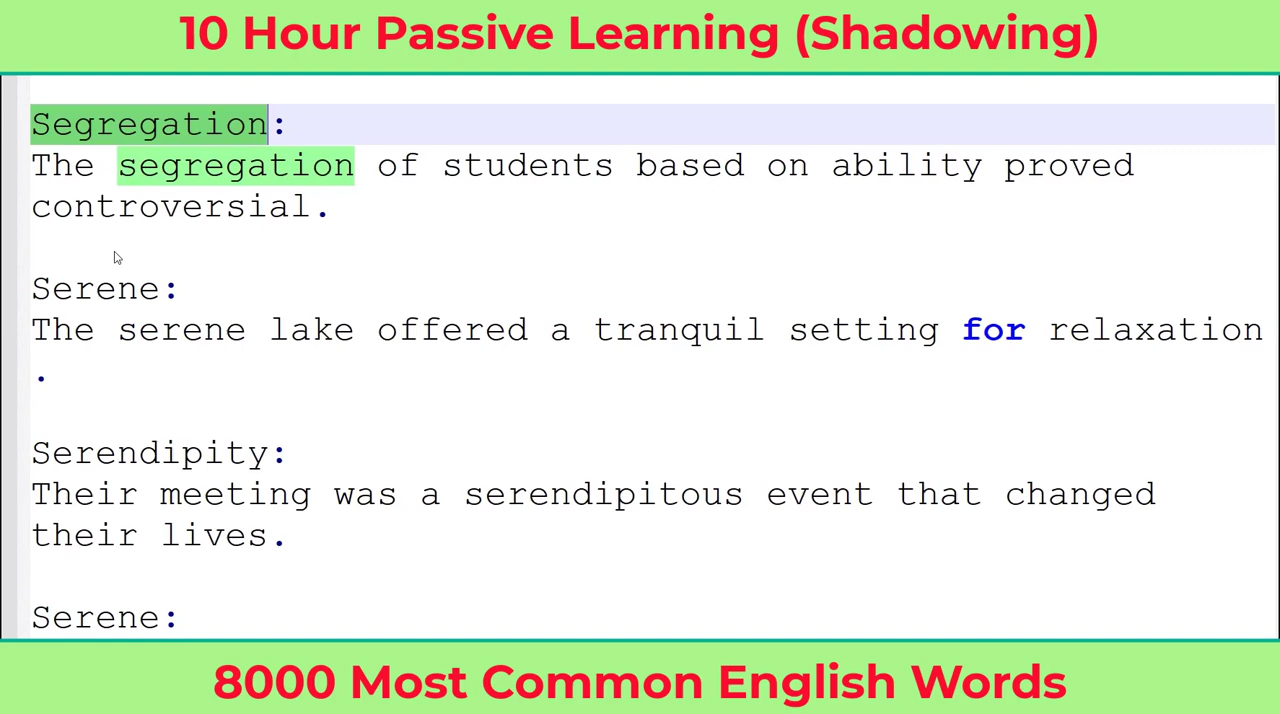 10 Hour Passive Learning (Shadowing)
Segregation:
The segregation of students based on ability proved
controversial.
Serene:
The serene lake offered a tranquil setting for relaxation
.
Serendipity:
Their meeting was a serendipitous event that changed
their lives.
Serene:
8000 Most Common English Words